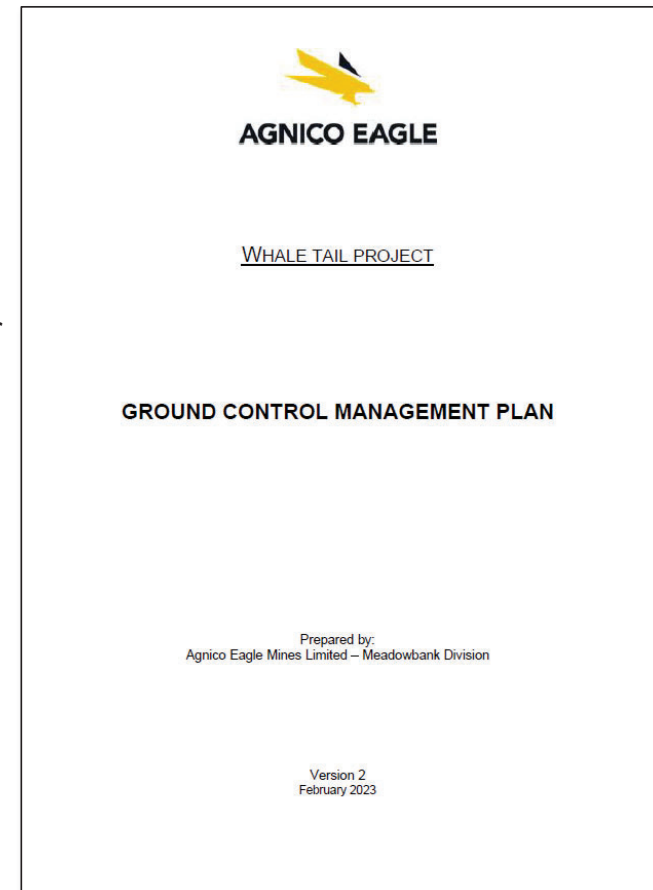 AGNICO EAGLE
WHALE TAIL PROJECT
GROUND CONTROL MANAGEMENT PLAN
Prepared by:
Agnico Eagle Mines Limited – Meadowbank Division
Version 2
February 2023